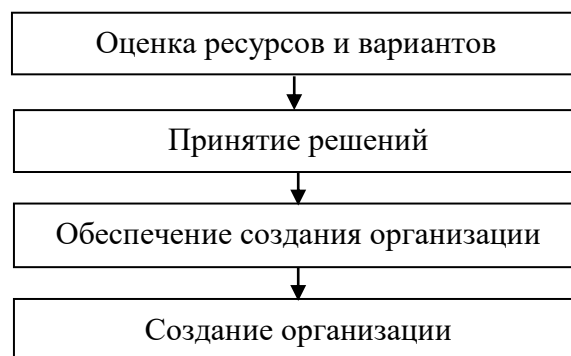 Оценка ресурсов и вариантов
Принятие решений
Обеспечение создания организации
Создание организации